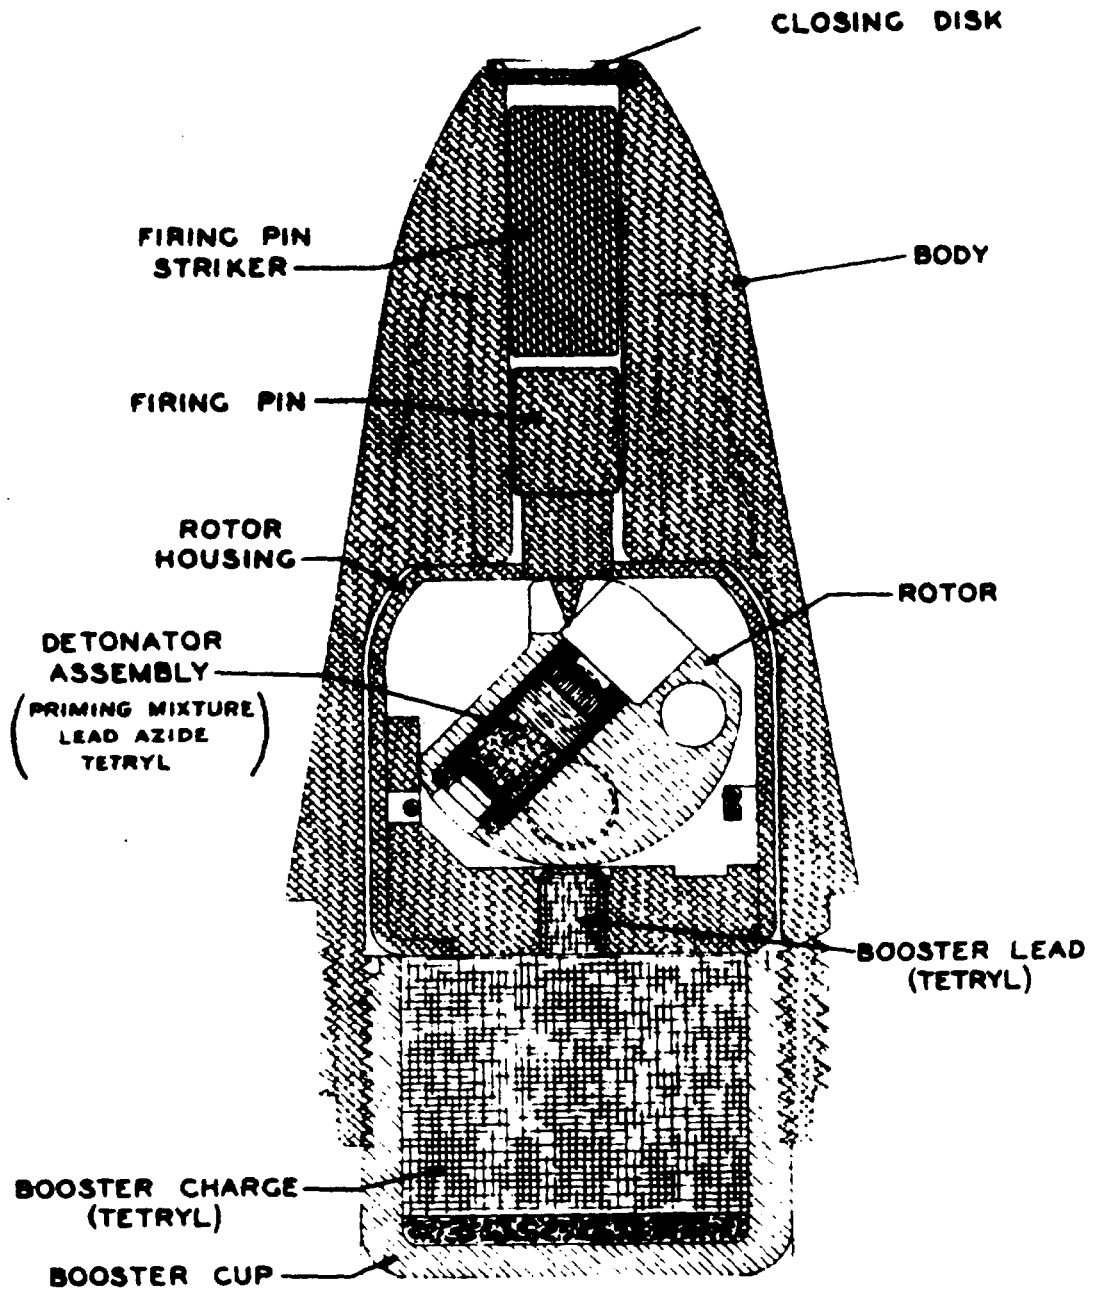 CLOSING DISK
FIRING PIN
STRIKER
BODY
FIRING PIN
ROTOR
HOUSING
ROTOR
DETONATOR
ASSEMBLY
(PRIMING MIXTURE
LEAD AZIDE
TETRYL)
BOOSTER LEAD
(TETRYL)
BOOSTER CHARGE
(TETRYL)
BOOSTER CUP